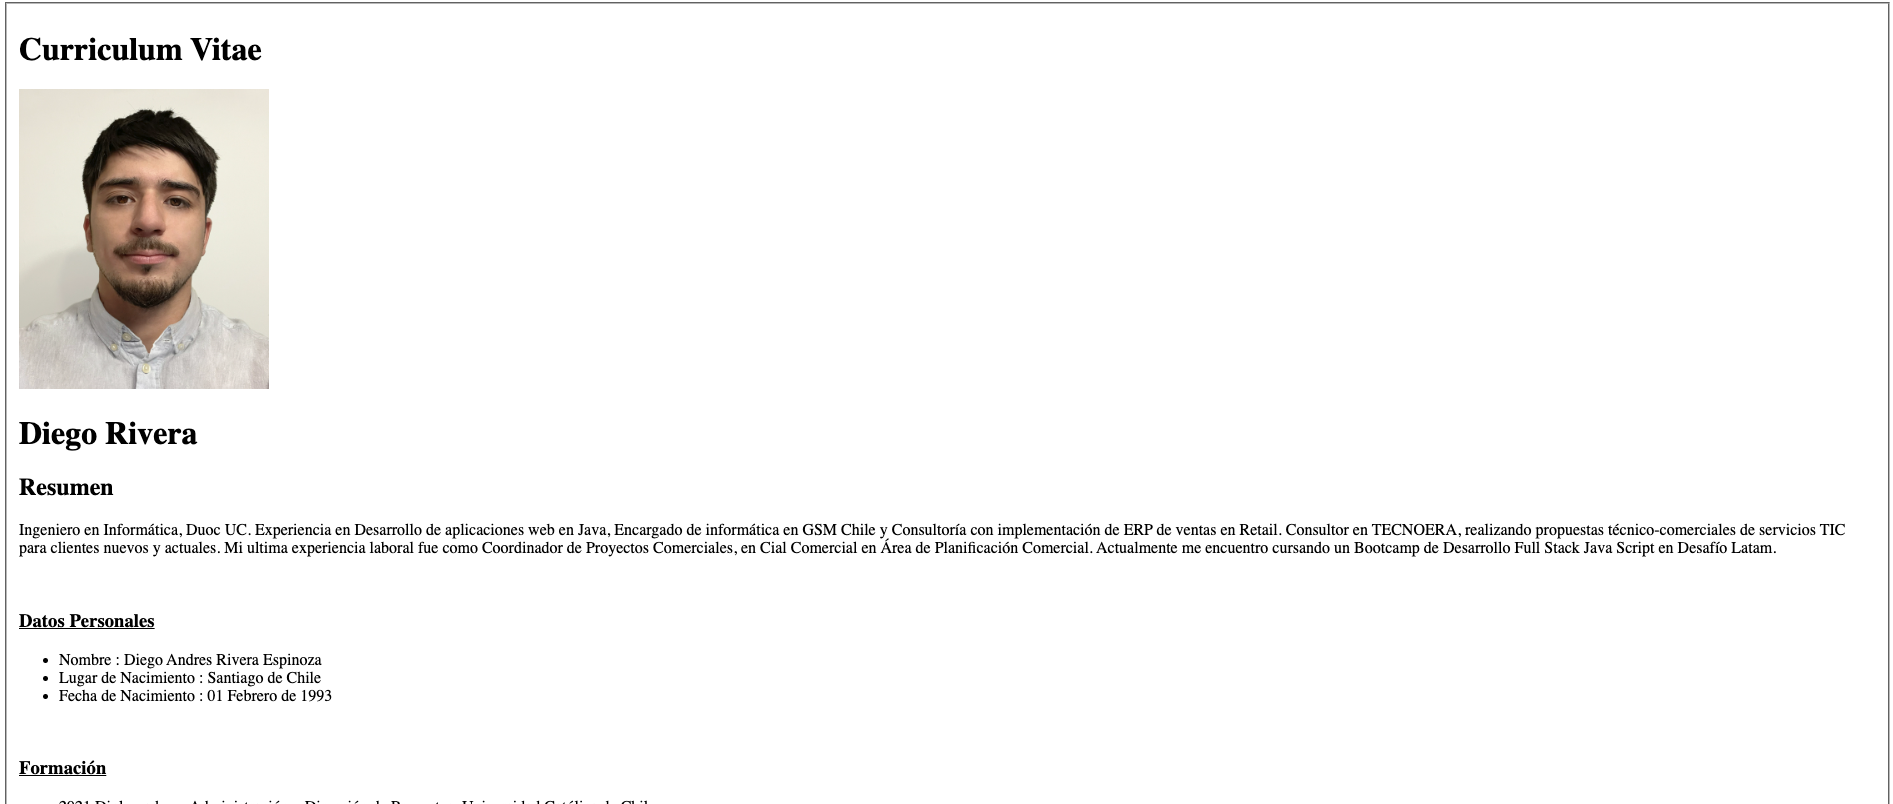 Curriculum Vitae
Diego Rivera
Resumen
Ingeniero en Informática, Duoc UC. Experiencia en Desarrollo de aplicaciones web en Java, Encargado de informática en GSM Chile y Consultoría con implementación de ERP de ventas en Retail. Consultor en TECNOERA, realizando propuestas técnico-comerciales de servicios TIC
para clientes nuevos y actuales. Mi ultima experiencia laboral fue como Coordinador de Proyectos Comerciales, en Cial Comercial en Área de Planificación Comercial. Actualmente me encuentro cursando un Bootcamp de Desarrollo Full Stack Java Script en Desafío Latam.
Datos Personales
• Nombre : Diego Andres Rivera Espinoza
• Lugar de Nacimiento : Santiago de Chile
• Fecha de Nacimiento : 01 Febrero de 1993
Formación